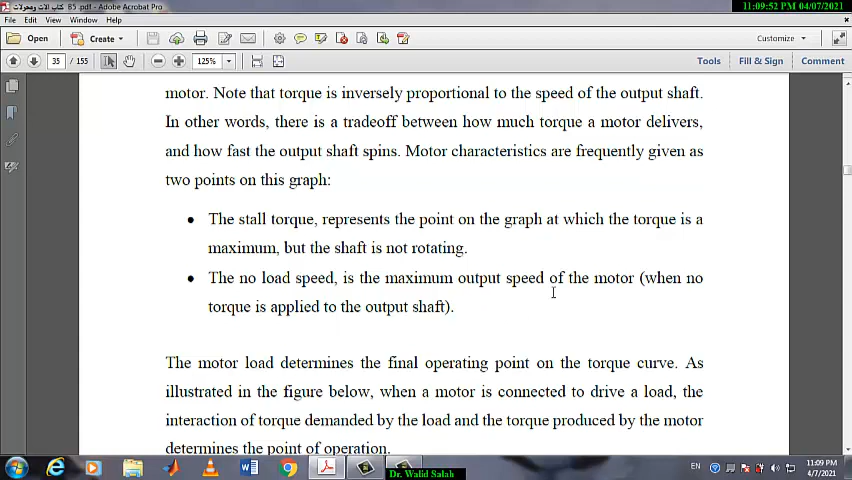 85. كتاب آلات ومحولات.pdf - Adobe Acrobat Pro
11:09:52 PM 04/07/2021
File Edit View Window Help
Open Create Customize
35 / 155 125% Tools Fill & Sign Comment
motor. Note that torque is inversely proportional to the speed of the output shaft.
In other words, there is a tradeoff between how much torque a motor delivers,
and how fast the output shaft spins. Motor characteristics are frequently given as
two points on this graph:
• The stall torque, represents the point on the graph at which the torque is a
maximum, but the shaft is not rotating.
• The no load speed, is the maximum output speed of the motor (when no
torque is applied to the output shaft).
The motor load determines the final operating point on the torque curve. As
illustrated in the figure below, when a motor is connected to drive a load, the
interaction of torque demanded by the load and the torque produced by the motor
determines the point of operation.
EN 11:09 PM
4/7/2021
Dr. Walid Salah